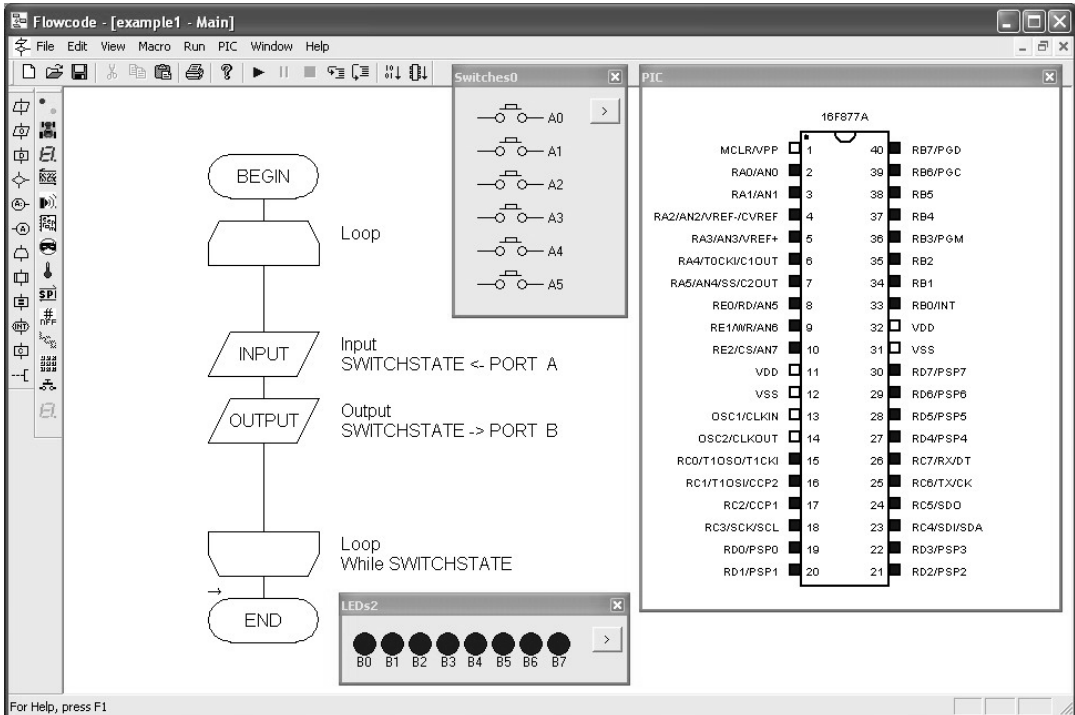 Flowcode - [example1 - Main]
File Edit View Macro Run PIC Window Help
Switches0
A0
A1
A2
A3
A4
A5
PIC
16F877A
MCLR/VPP 1 40 RB7/PGD
RA0/AN0 2 39 RB6/PGC
RA1/AN1 3 38 RB5
RA2/AN2/VREF-/CVREF 4 37 RB4
RA3/AN3/VREF+ 5 36 RB3/PGM
RA4/T0CKI/C1OUT 6 35 RB2
RA5/AN4/SS/C2OUT 7 34 RB1
RE0/RD/AN5 8 33 RB0/INT
RE1/WR/AN6 9 32 VDD
RE2/CS/AN7 10 31 VSS
VDD 11 30 RD7/PSP7
VSS 12 29 RD6/PSP6
OSC1/CLKIN 13 28 RD5/PSP5
OSC2/CLKOUT 14 27 RD4/PSP4
RC0/T1OSO/T1CKI 15 26 RC7/RX/DT
RC1/T1OSI/CCP2 16 25 RC6/TX/CK
RC2/CCP1 17 24 RC5/SDO
RC3/SCK/SCL 18 23 RC4/SDI/SDA
RD0/PSP0 19 22 RD3/PSP3
RD1/PSP1 20 21 RD2/PSP2
BEGIN
Loop
INPUT
Input
SWITCHSTATE <- PORT A
OUTPUT
Output
SWITCHSTATE -> PORT B
Loop
While SWITCHSTATE
END
LEDs2
B0 B1 B2 B3 B4 B5 B6 B7
SPI
INT
For Help, press F1